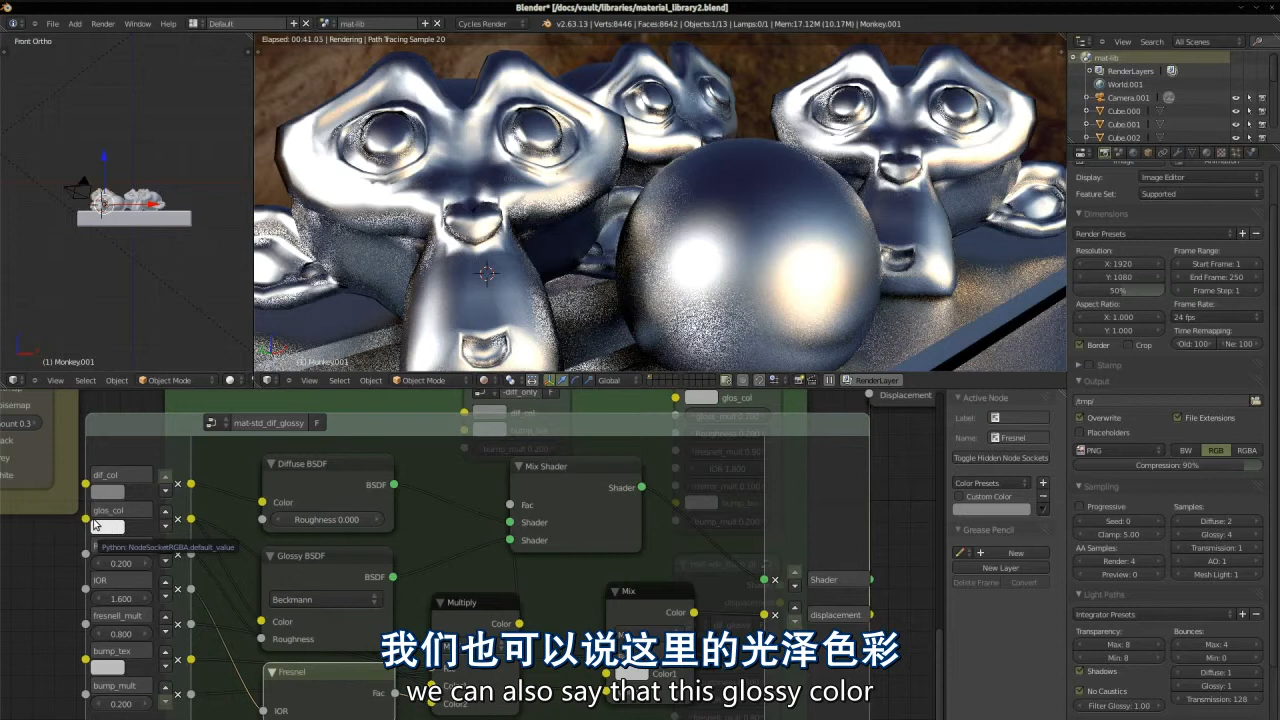 Blender* [/docs/vault/libraries/material_library2.blend]
File Add Render Window Help Default mat-lib Cycles Render v2.63.13 | Verts:8446 | Faces:8642 | Objects:1/13 | Lamps:0/1 | Mem:17.12M (10.17M) | Monkey.001
Front Ortho
Elapsed: 00:41.03 | Rendering | Path Tracing Sample 20
View Search All Scenes
mat-lib
RenderLayers
World.001
Camera.001
Cube.000
Cube.001
Cube.002
Display: Image Editor
Feature Set: Supported
Dimensions
Render Presets
Resolution: Frame Range:
X: 1920 Start Frame: 1
Y: 1080 End Frame: 250
50% Frame Step: 1
Aspect Ratio: Frame Rate:
X: 1.000 24 fps
Y: 1.000 Time Remapping:
Border Crop Old: 100 Ne: 100
Stamp
Output
/tmp/
Overwrite File Extensions
Placeholders
PNG BW RGB RGBA
Compression: 90%
Sampling
Progressive Samples:
Seed: 0 Diffuse: 2
Clamp: 5.00 Glossy: 4
AA Samples: Transmission: 1
Render: 4 AO: 1
Preview: 0 Mesh Light: 1
Light Paths
Integrator Presets
Transparency: Bounces:
Max: 8 Max: 4
Min: 8 Min: 0
Shadows Diffuse: 1
Glossy: 1
No Caustics Transmission: 128
Filter Glossy: 1.00
(1) Monkey.001
(1) Monkey.001
View Select Object Object Mode
View Select Object Object Mode Global RenderLayer
mat-std_dif_glossy F
dif_col
glos_col
Python: NodeSocketRGBA.default_value
0.200
IOR
1.600
fresnell_mult
0.800
bump_tex
bump_mult
0.200
Diffuse BSDF
BSDF
Color
Roughness 0.000
Glossy BSDF
BSDF
Beckmann
Color
Roughness
Fresnel
Fac
IOR
Mix Shader
Shader
Fac
Shader
Shader
Multiply
Color
Mix
Color
Color1
glos_col
Displacement
Shader
displacement
Active Node
Label:
Name: Fresnel
Toggle Hidden Node Sockets
Color Presets
Custom Color
Grease Pencil
New
New Layer
Delete Frame Convert
我们也可以说这里的光泽色彩
we can also say that this glossy color